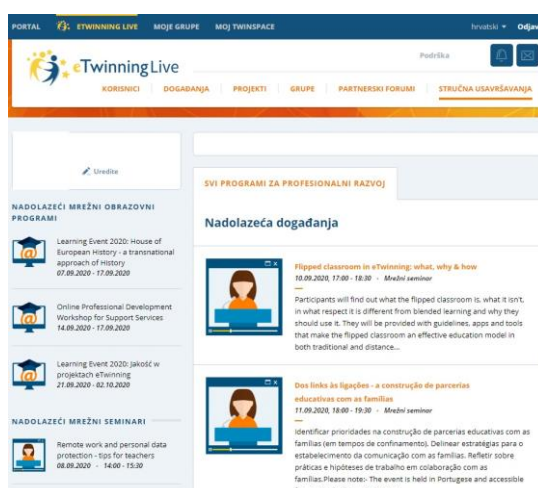 PORTAL
ETWINNING LIVE
MOJE GRUPE
MOJ TWINSPACE
hrvatski
Odjav
eTwinning Live
Podrška
KORISNICI
DOGAĐANJA
PROJEKTI
GRUPE
PARTNERSKI FORUMI
STRUČNA USAVRŠAVANJA
Uredite
NADOLAZEĆI MREŽNI OBRAZOVNI
PROGRAMI
Learning Event 2020: House of
European History - a transnational
approach of History
07.09.2020 - 17.09.2020
Online Professional Development
Workshop for Support Services
14.09.2020 - 17.09.2020
Learning Event 2020: Jakość w
projektach eTwinning
21.09.2020 - 02.10.2020
NADOLAZEĆI MREŽNI SEMINARI
Remote work and personal data
protection - tips for teachers
08.09.2020 - 14:00 - 15:30
SVI PROGRAMI ZA PROFESIONALNI RAZVOJ
Nadolazeća događanja
Flipped classroom in eTwinning: what, why & how
10.09.2020, 17:00 - 18:30 - Mrežni seminar
Participants will find out what the flipped classroom is, what it isn't,
in what respect it is different from blended learning and why they
should use it. They will be provided with guidelines, apps and tools
that make the flipped classroom an effective education model in
both traditional and distance...
Dos links às ligações - a construção de parcerias
educativas com as famílias
11.09.2020, 18:00 - 19:30 - Mrežni seminar
Identificar prioridades na construção de parcerias educativas com as
famílias (em tempos de confinamento). Delinear estratégias para o
estabelecimento da comunicação com as famílias. Refletir sobre
práticas e hipóteses de trabalho em colaboração com as
famílias.Please note:- The event is held in Portugese and accessible